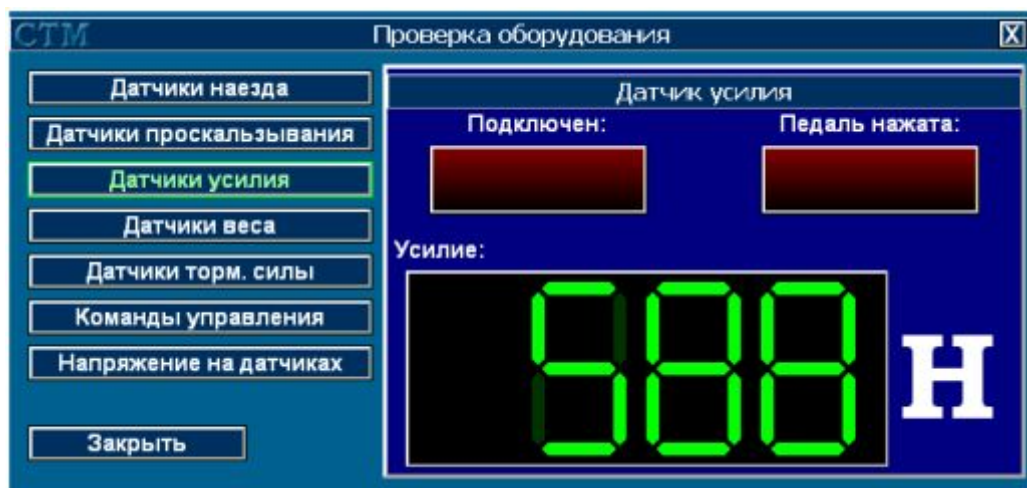 СТМ Проверка оборудования X
Датчики наезда
Датчики проскальзывания
Датчики усилия
Датчики веса
Датчики торм. силы
Команды управления
Напряжение на датчиках
Закрыть
Датчик усилия
Подключен: Педаль нажата:
Усилие:
588 Н